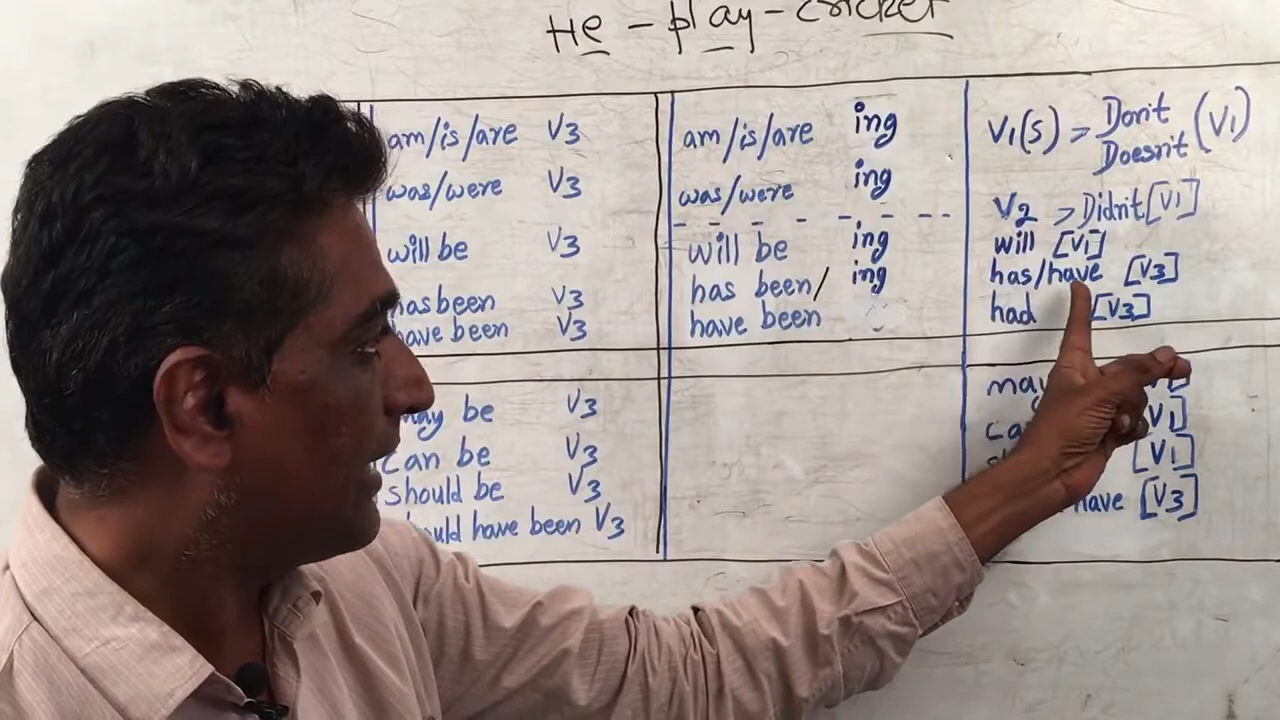 He - play - cricket
am/is/are V3
was/were V3
will be V3
has been V3
have been V3
may be V3
can be V3
should be V3
have been V3
am/is/are ing
was/were ing
will be ing
has been/ ing
have been
V1(s) > Don't Doesn't (V1)
V2 > Didn't [V1]
will [V1]
has/have [V3]
had [V3]
may
[V1]
[V1]
have [V3]